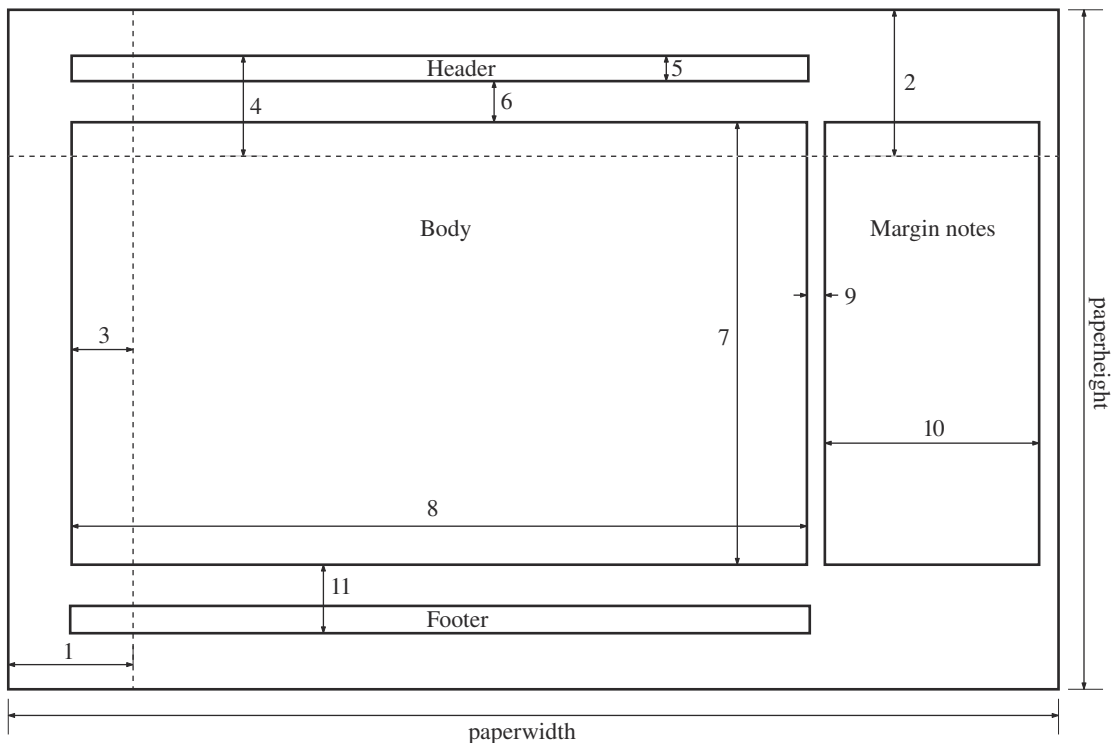 Header
5
4
6
2
Body
Margin notes
9
3
7
paperheight
10
8
11
Footer
1
paperwidth